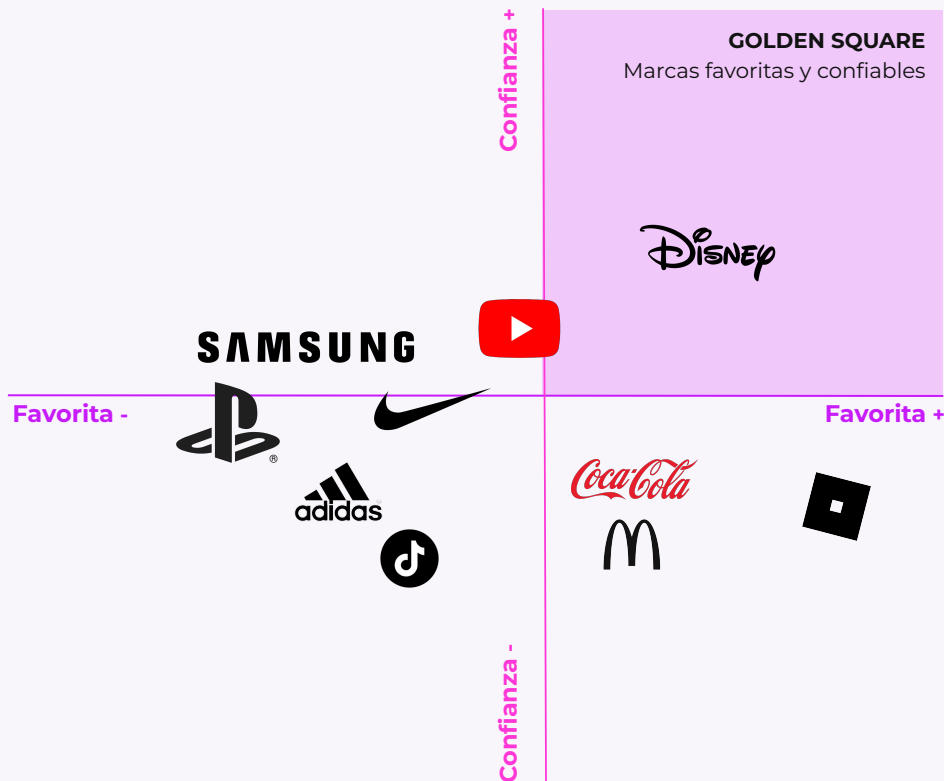 Confianza +
GOLDEN SQUARE
Marcas favoritas y confiables
Disney
SAMSUNG
Favorita -
Favorita +
®
Coca-Cola
adidas
Confianza -